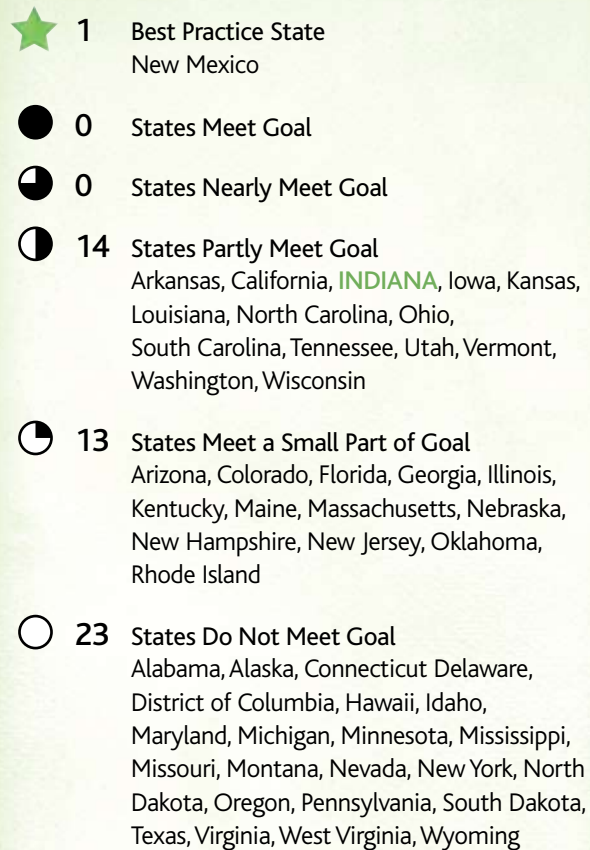 1 Best Practice State
New Mexico
0 States Meet Goal
0 States Nearly Meet Goal
14 States Partly Meet Goal
Arkansas, California, INDIANA, Iowa, Kansas,
Louisiana, North Carolina, Ohio,
South Carolina, Tennessee, Utah, Vermont,
Washington, Wisconsin
13 States Meet a Small Part of Goal
Arizona, Colorado, Florida, Georgia, Illinois,
Kentucky, Maine, Massachusetts, Nebraska,
New Hampshire, New Jersey, Oklahoma,
Rhode Island
23 States Do Not Meet Goal
Alabama, Alaska, Connecticut Delaware,
District of Columbia, Hawaii, Idaho,
Maryland, Michigan, Minnesota, Mississippi,
Missouri, Montana, Nevada, New York, North
Dakota, Oregon, Pennsylvania, South Dakota,
Texas, Virginia, West Virginia, Wyoming